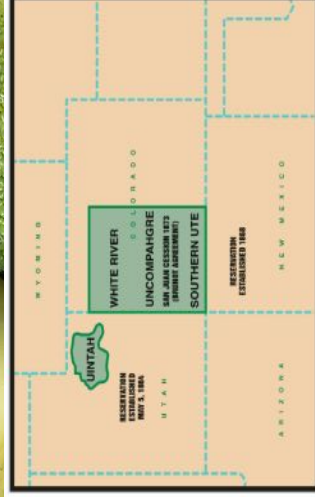 WYOMING
UINTAH
RESERVATION
ESTABLISHED
MAY 5, 1864
UTAH
WHITE RIVER
COLORADO
UNCOMPAHGRE
SAN JUAN CESSION 1873
(BRUNOT AGREEMENT)
SOUTHERN UTE
RESERVATION
ESTABLISHED 1868
ARIZONA
NEW MEXICO